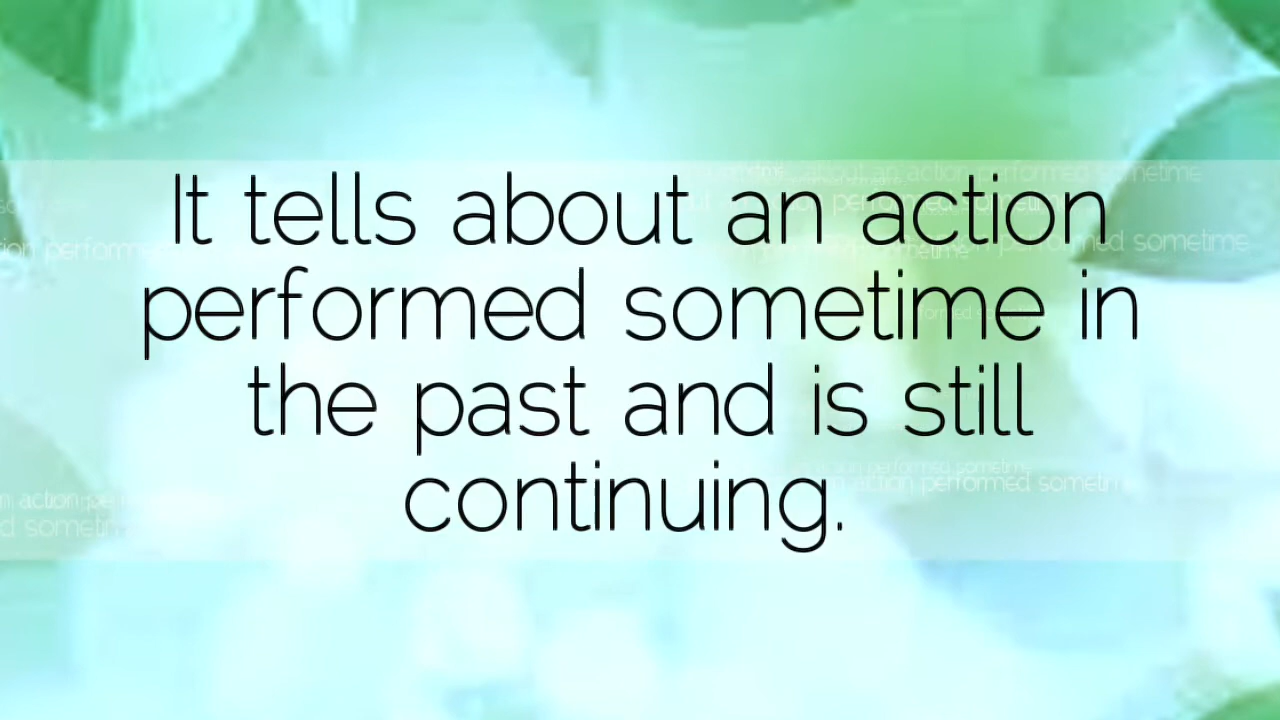 It tells about an action
performed sometime in
the past and is still
continuing.